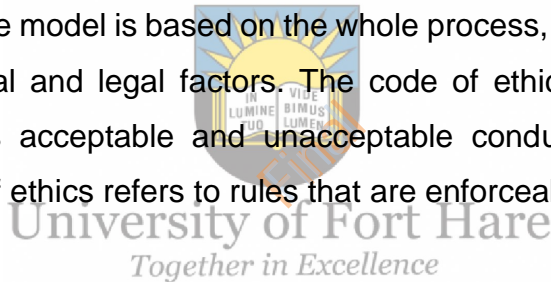 e model is based on the whole process,
al and legal factors. The code of ethic
s acceptable and unacceptable condu
f ethics refers to rules that are enforceal
IN LUMINE TUO VIDE BIMUS LUMEN
Final
University of Fort Hare
Together in Excellence